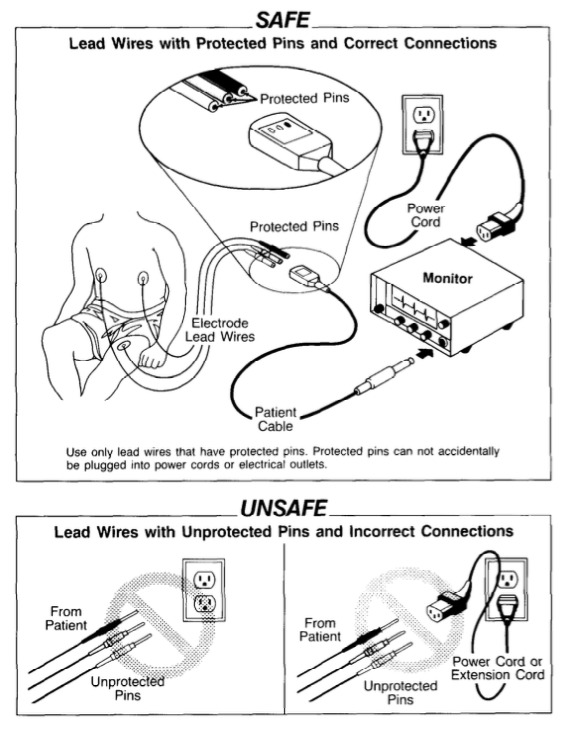 SAFE
Lead Wires with Protected Pins and Correct Connections
Protected Pins
Power
Cord
Protected Pins
Monitor
Electrode
Lead Wires
Patient
Cable
Use only lead wires that have protected pins. Protected pins can not accidentally
be plugged into power cords or electrical outlets.
UNSAFE
Lead Wires with Unprotected Pins and Incorrect Connections
From
Patient
Unprotected
Pins
From
Patient
Unprotected
Pins
Power Cord or
Extension Cord